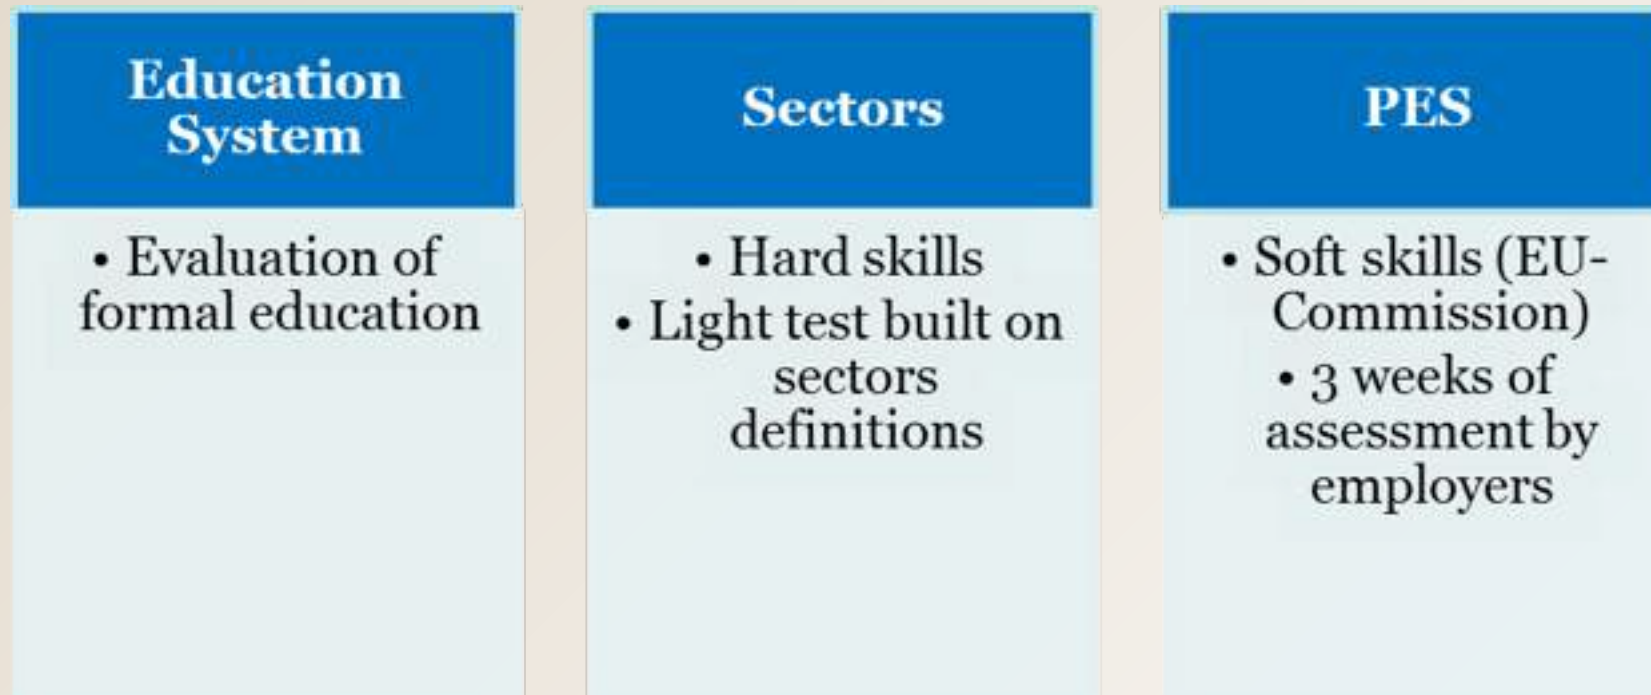 Education
System
• Evaluation of
formal education
Sectors
• Hard skills
• Light test built on
sectors
definitions
PES
• Soft skills (EU-
Commission)
• 3 weeks of
assessment by
employers